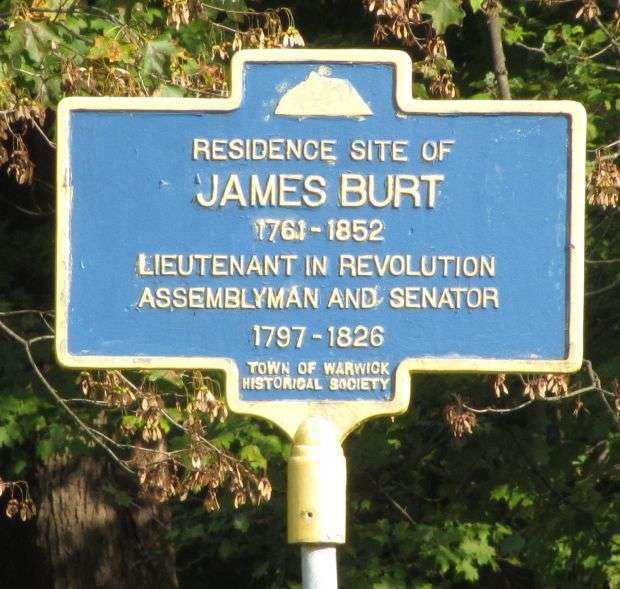 RESIDENCE SITE OF
JAMES BURT
1761-1852
LIEUTENANT IN REVOLUTION
ASSEMBLYMAN AND SENATOR
1797-1826
TOWN OF WARWICK
HISTORICAL SOCIETY